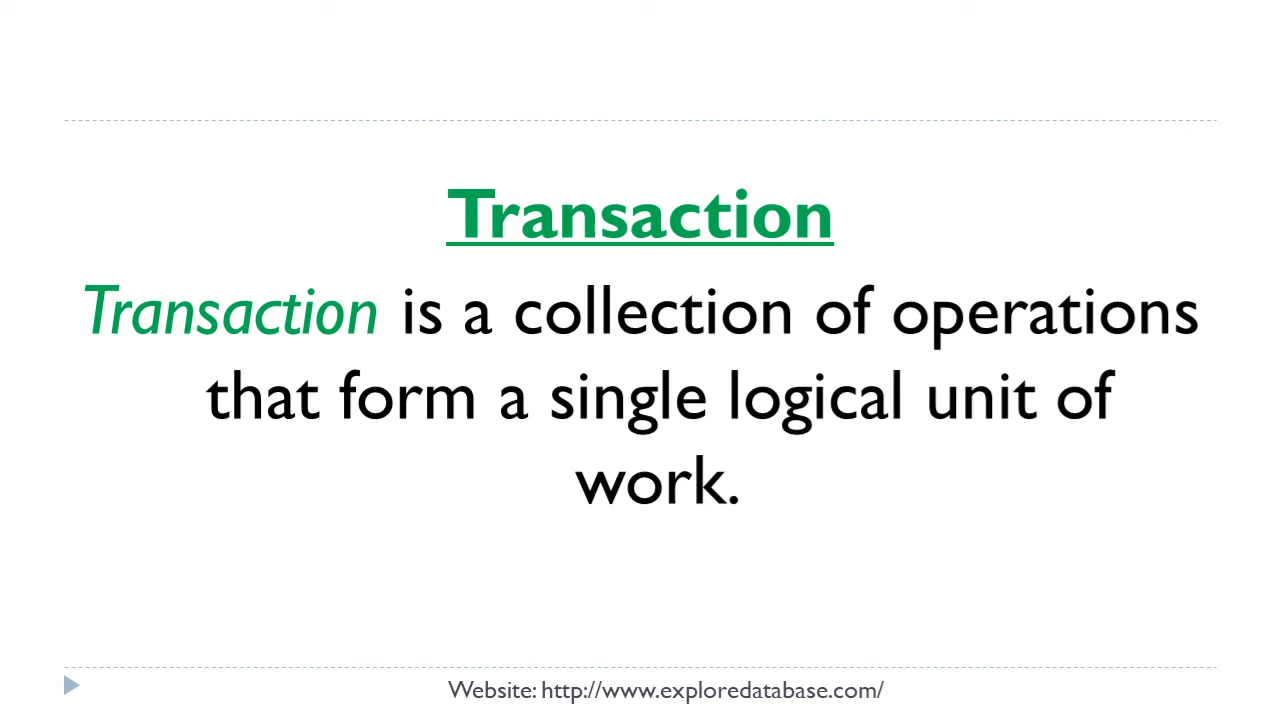 Transaction
Transaction is a collection of operations
that form a single logical unit of
work.
Website: http://www.exploredatabase.com/